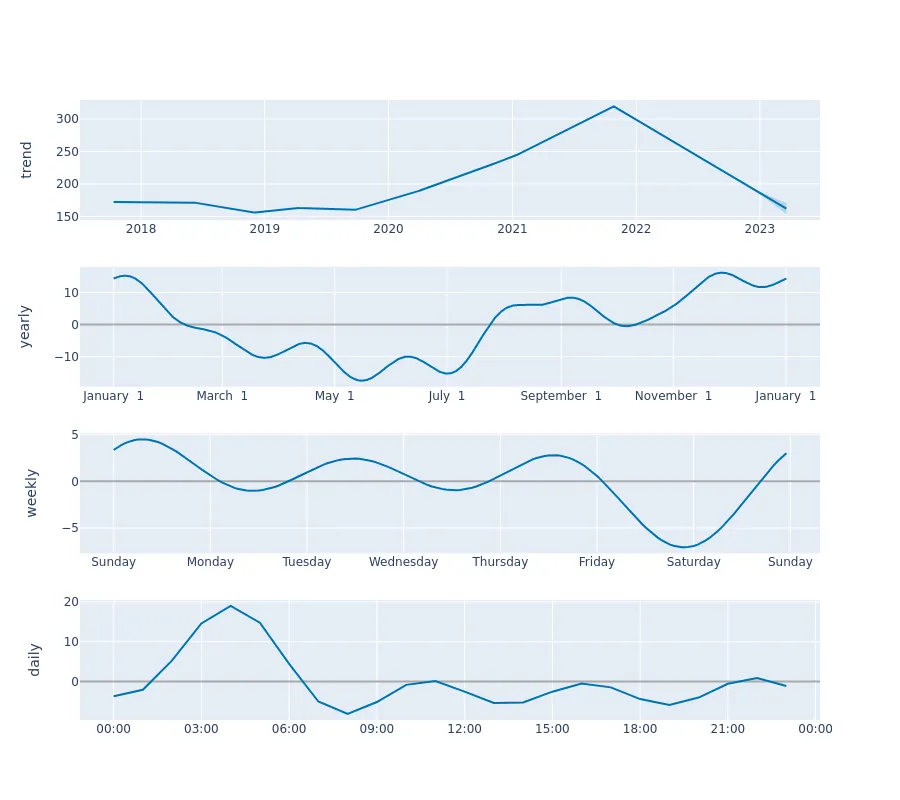 trend
300
250
200
150
2018 2019 2020 2021 2022 2023
yearly
10
0
−10
January 1 March 1 May 1 July 1 September 1 November 1 January 1
weekly
5
0
−5
Sunday Monday Tuesday Wednesday Thursday Friday Saturday Sunday
daily
20
10
0
00:00 03:00 06:00 09:00 12:00 15:00 18:00 21:00 00:00